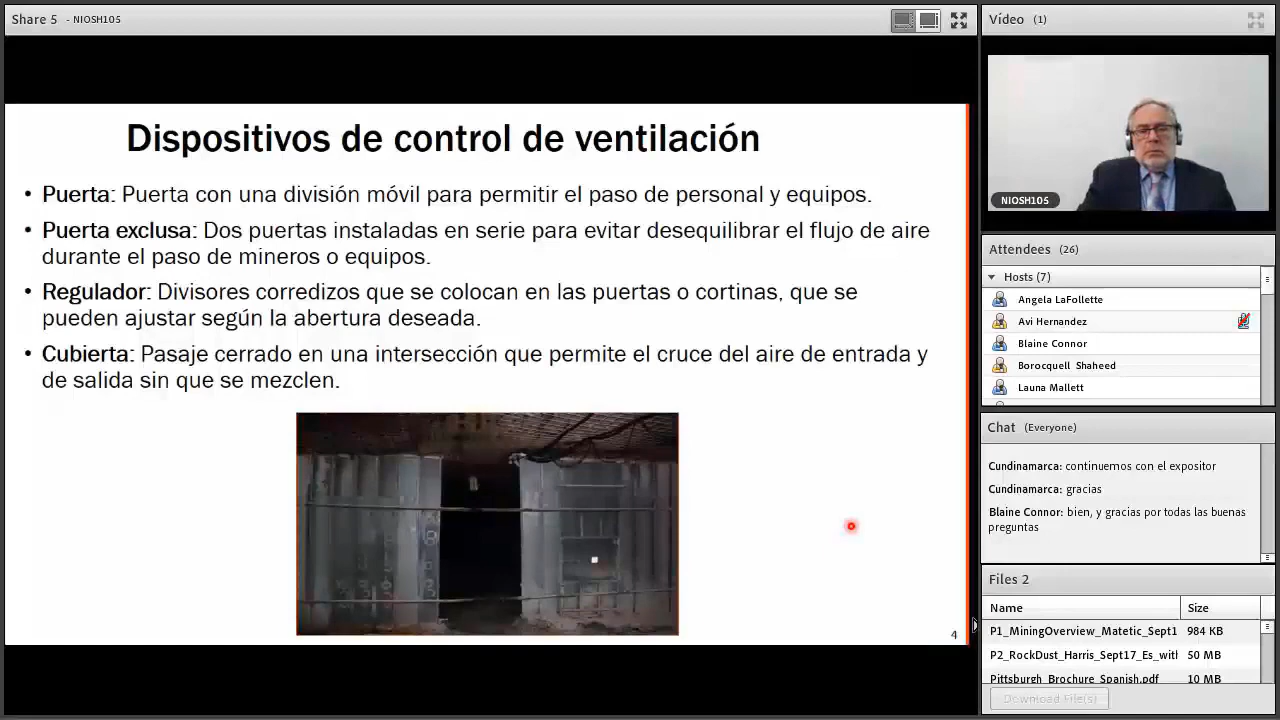 Share 5 - NIOSH105
Dispositivos de control de ventilación
• Puerta: Puerta con una división móvil para permitir el paso de personal y equipos.
• Puerta exclusa: Dos puertas instaladas en serie para evitar desequilibrar el flujo de aire
durante el paso de mineros o equipos.
• Regulador: Divisores corredizos que se colocan en las puertas o cortinas, que se
pueden ajustar según la abertura deseada.
• Cubierta: Pasaje cerrado en una intersección que permite el cruce del aire de entrada y
de salida sin que se mezclen.
4
Vídeo (1)
NIOSH105
Attendees (26)
Hosts (7)
Angela LaFollette
Avi Hernandez
Blaine Connor
Borocquell Shaheed
Launa Mallett
Chat (Everyone)
Cundinamarca: continuemos con el expositor
Cundinamarca: gracias
Blaine Connor: bien, y gracias por todas las buenas
preguntas
Files 2
Name Size
P1_MiningOverview_Matetic_Sept1 984 KB
P2_RockDust_Harris_Sept17_Es_with 50 MB
Pittsburgh_Brochure_Spanish.pdf 10 MB
Download File(s)